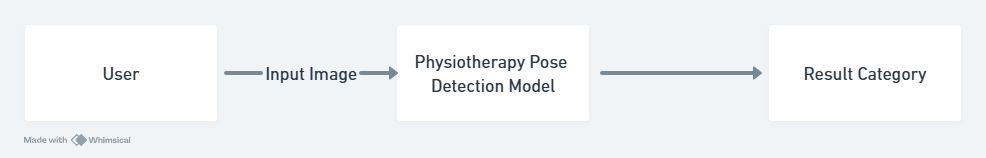 User
Input Image
Physiotherapy Pose
Detection Model
Result Category
Made with Whimsical